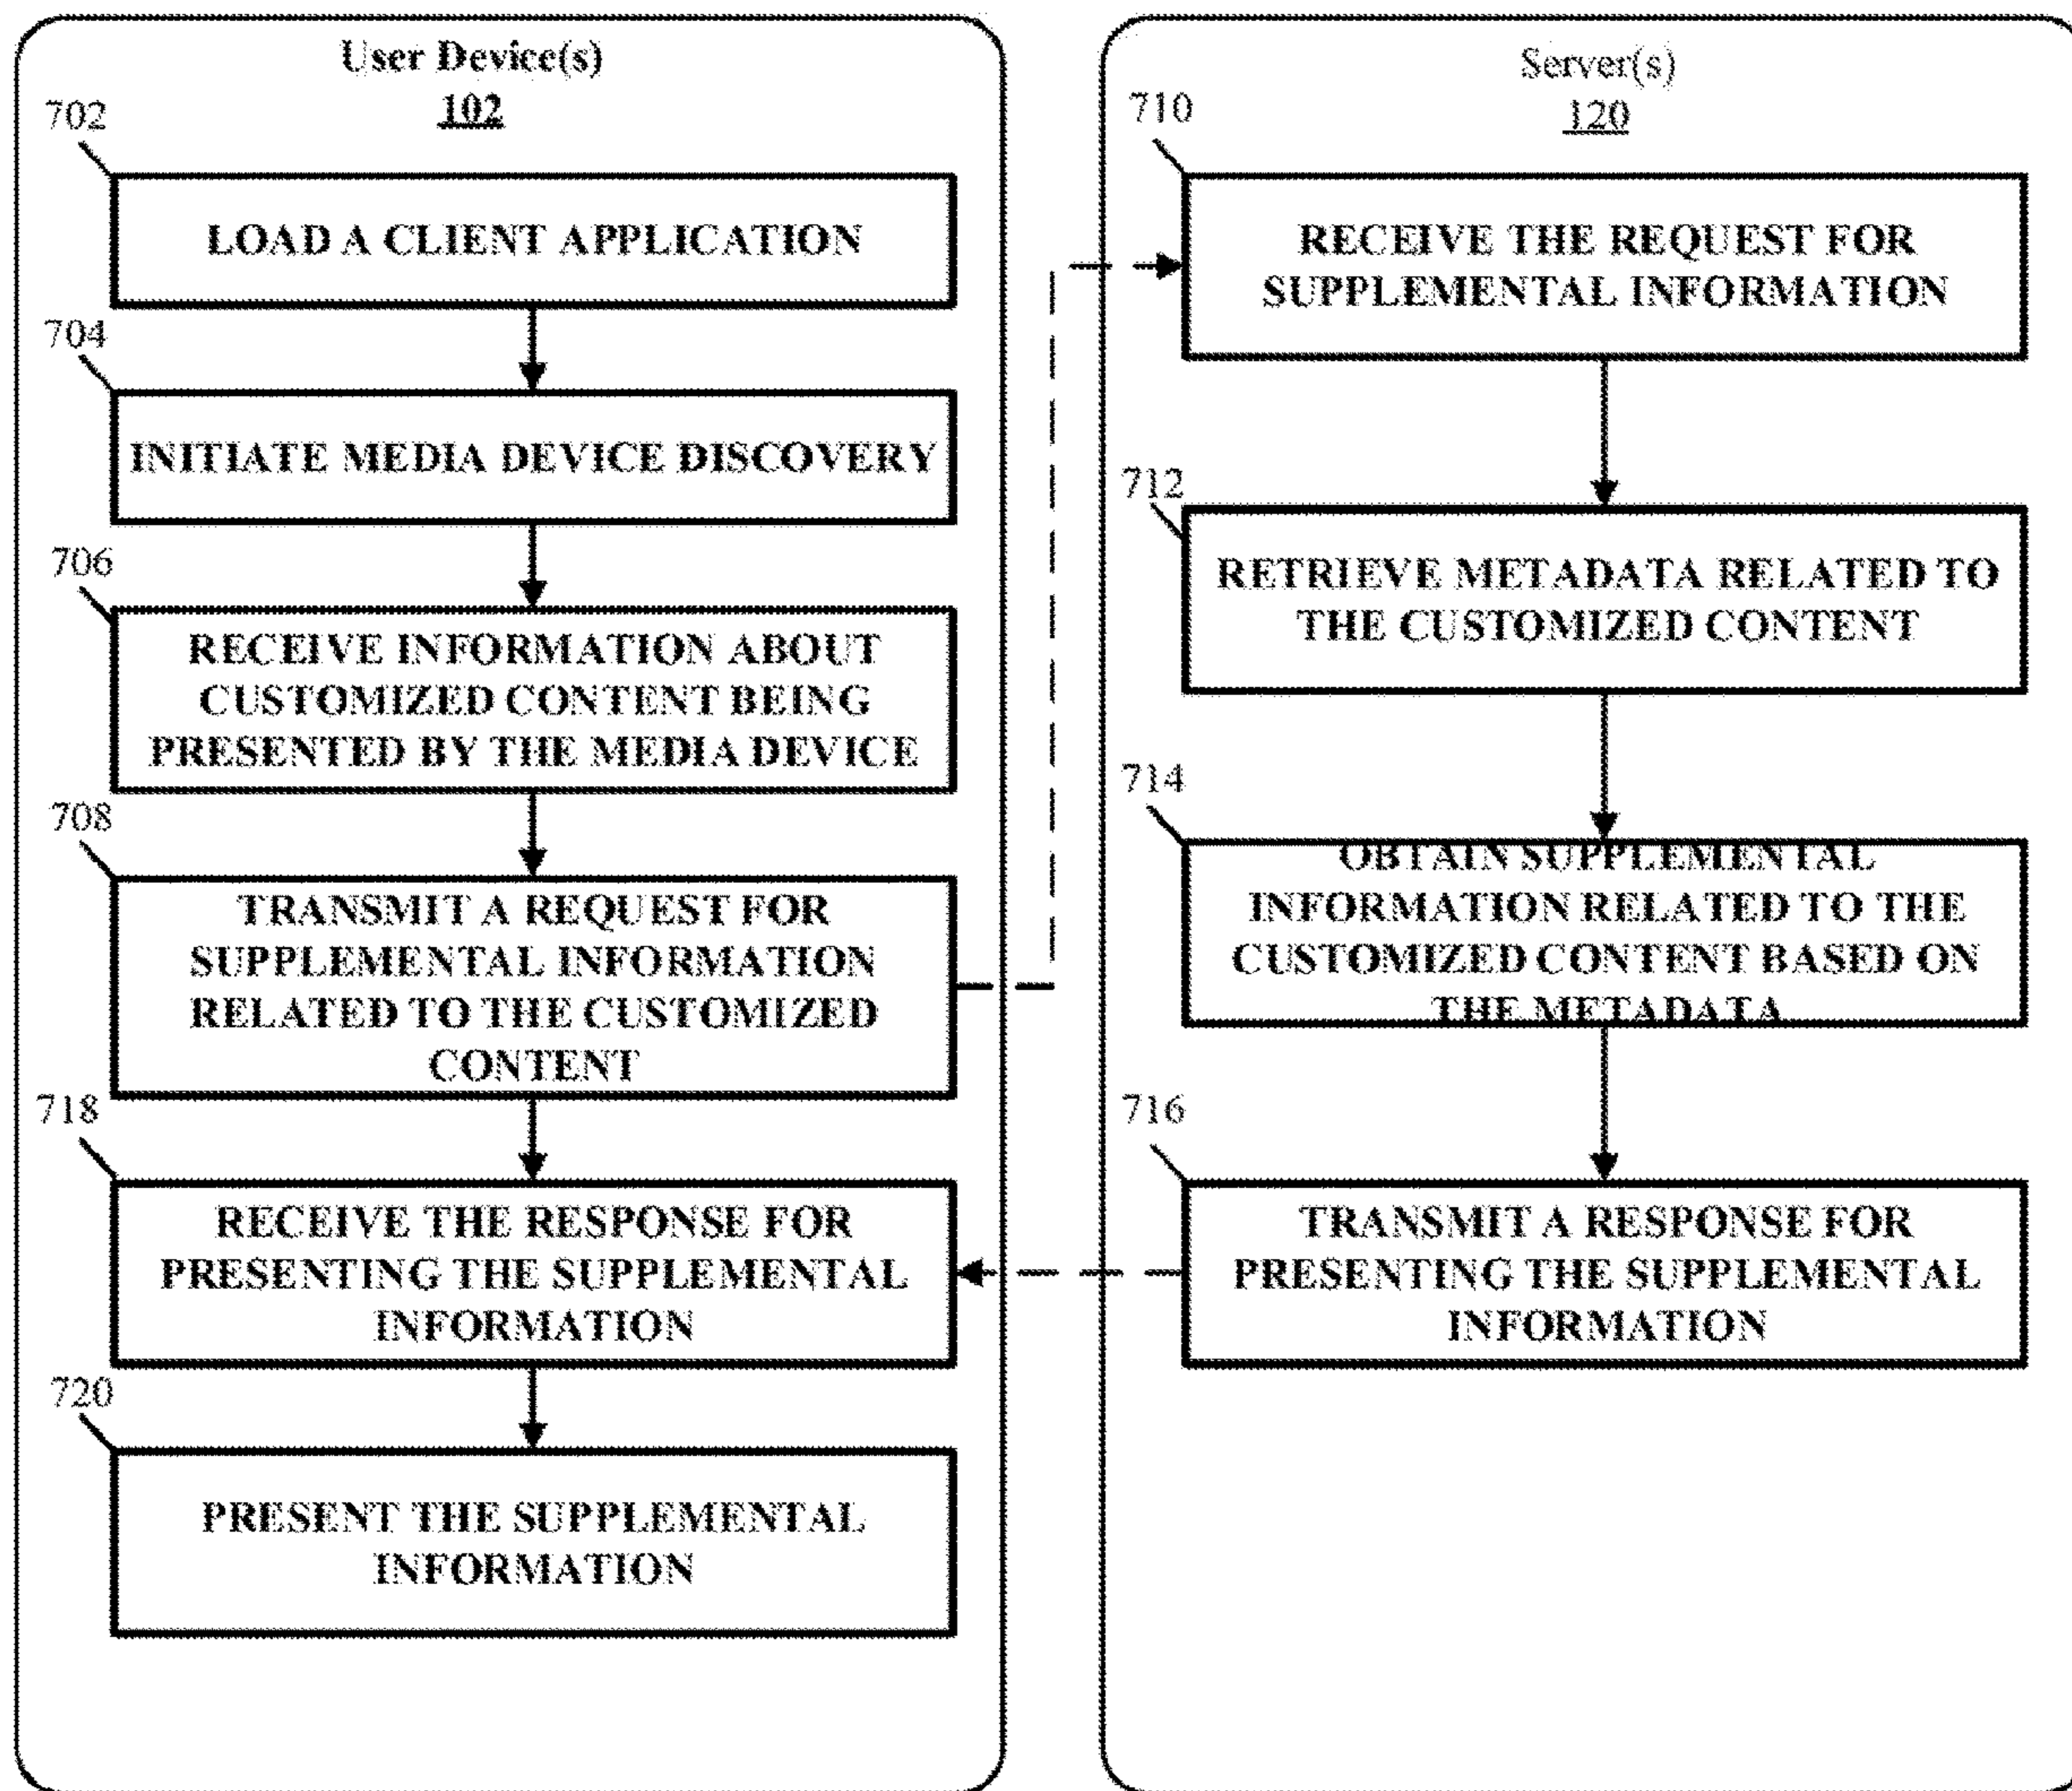 User Device(s)
102
702
LOAD A CLIENT APPLICATION
704
INITIATE MEDIA DEVICE DISCOVERY
706
RECEIVE INFORMATION ABOUT
CUSTOMIZED CONTENT BEING
PRESENTED BY THE MEDIA DEVICE
708
TRANSMIT A REQUEST FOR
SUPPLEMENTAL INFORMATION
RELATED TO THE CUSTOMIZED
CONTENT
718
RECEIVE THE RESPONSE FOR
PRESENTING THE SUPPLEMENTAL
INFORMATION
720
PRESENT THE SUPPLEMENTAL
INFORMATION
Server(s)
120
710
RECEIVE THE REQUEST FOR
SUPPLEMENTAL INFORMATION
712
RETRIEVE METADATA RELATED TO
THE CUSTOMIZED CONTENT
714
OBTAIN SUPPLEMENTAL
INFORMATION RELATED TO THE
CUSTOMIZED CONTENT BASED ON
THE METADATA
716
TRANSMIT A RESPONSE FOR
PRESENTING THE SUPPLEMENTAL
INFORMATION